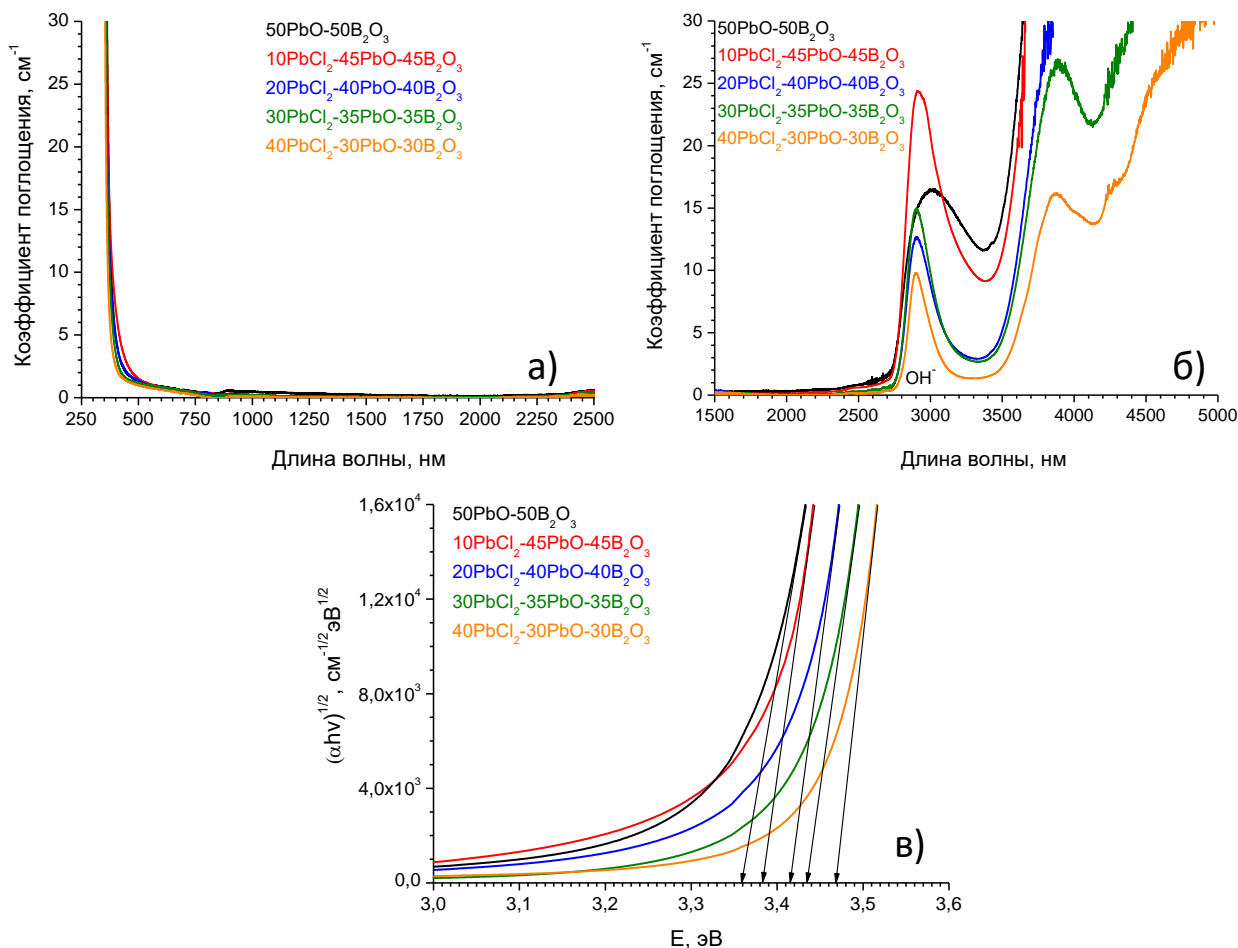 30
25
20
15
10
5
0
Коэффициент поглощения, см⁻¹
50PbO-50B₂O₃
10PbCl₂-45PbO-45B₂O₃
20PbCl₂-40PbO-40B₂O₃
30PbCl₂-35PbO-35B₂O₃
40PbCl₂-30PbO-30B₂O₃
а)
250 500 750 1000 1250 1500 1750 2000 2250 2500
Длина волны, нм
30
25
20
15
10
5
0
Коэффициент поглощения, см⁻¹
50PbO-50B₂O₃
10PbCl₂-45PbO-45B₂O₃
20PbCl₂-40PbO-40B₂O₃
30PbCl₂-35PbO-35B₂O₃
40PbCl₂-30PbO-30B₂O₃
OH⁻
б)
1500 2000 2500 3000 3500 4000 4500 5000
Длина волны, нм
1,6x10⁴
1,2x10⁴
8,0x10³
4,0x10³
0,0
(αhν)¹ᐟ², см⁻¹ᐟ²эВ¹ᐟ²
50PbO-50B₂O₃
10PbCl₂-45PbO-45B₂O₃
20PbCl₂-40PbO-40B₂O₃
30PbCl₂-35PbO-35B₂O₃
40PbCl₂-30PbO-30B₂O₃
в)
3,0 3,1 3,2 3,3 3,4 3,5 3,6
E, эВ